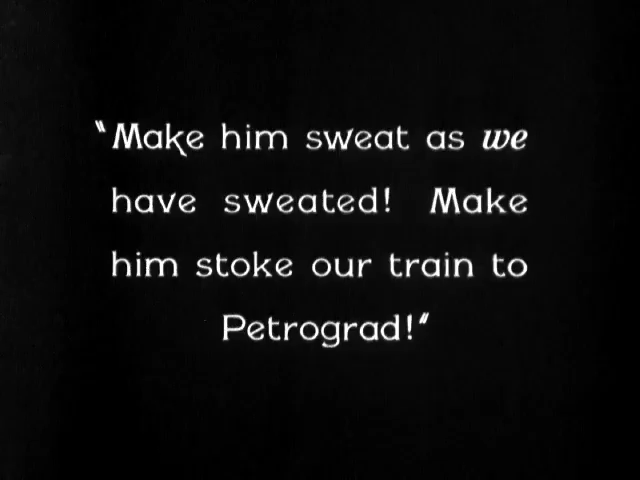 "Make him sweat as we
have sweated! Make
him stoke our train to
Petrograd!"